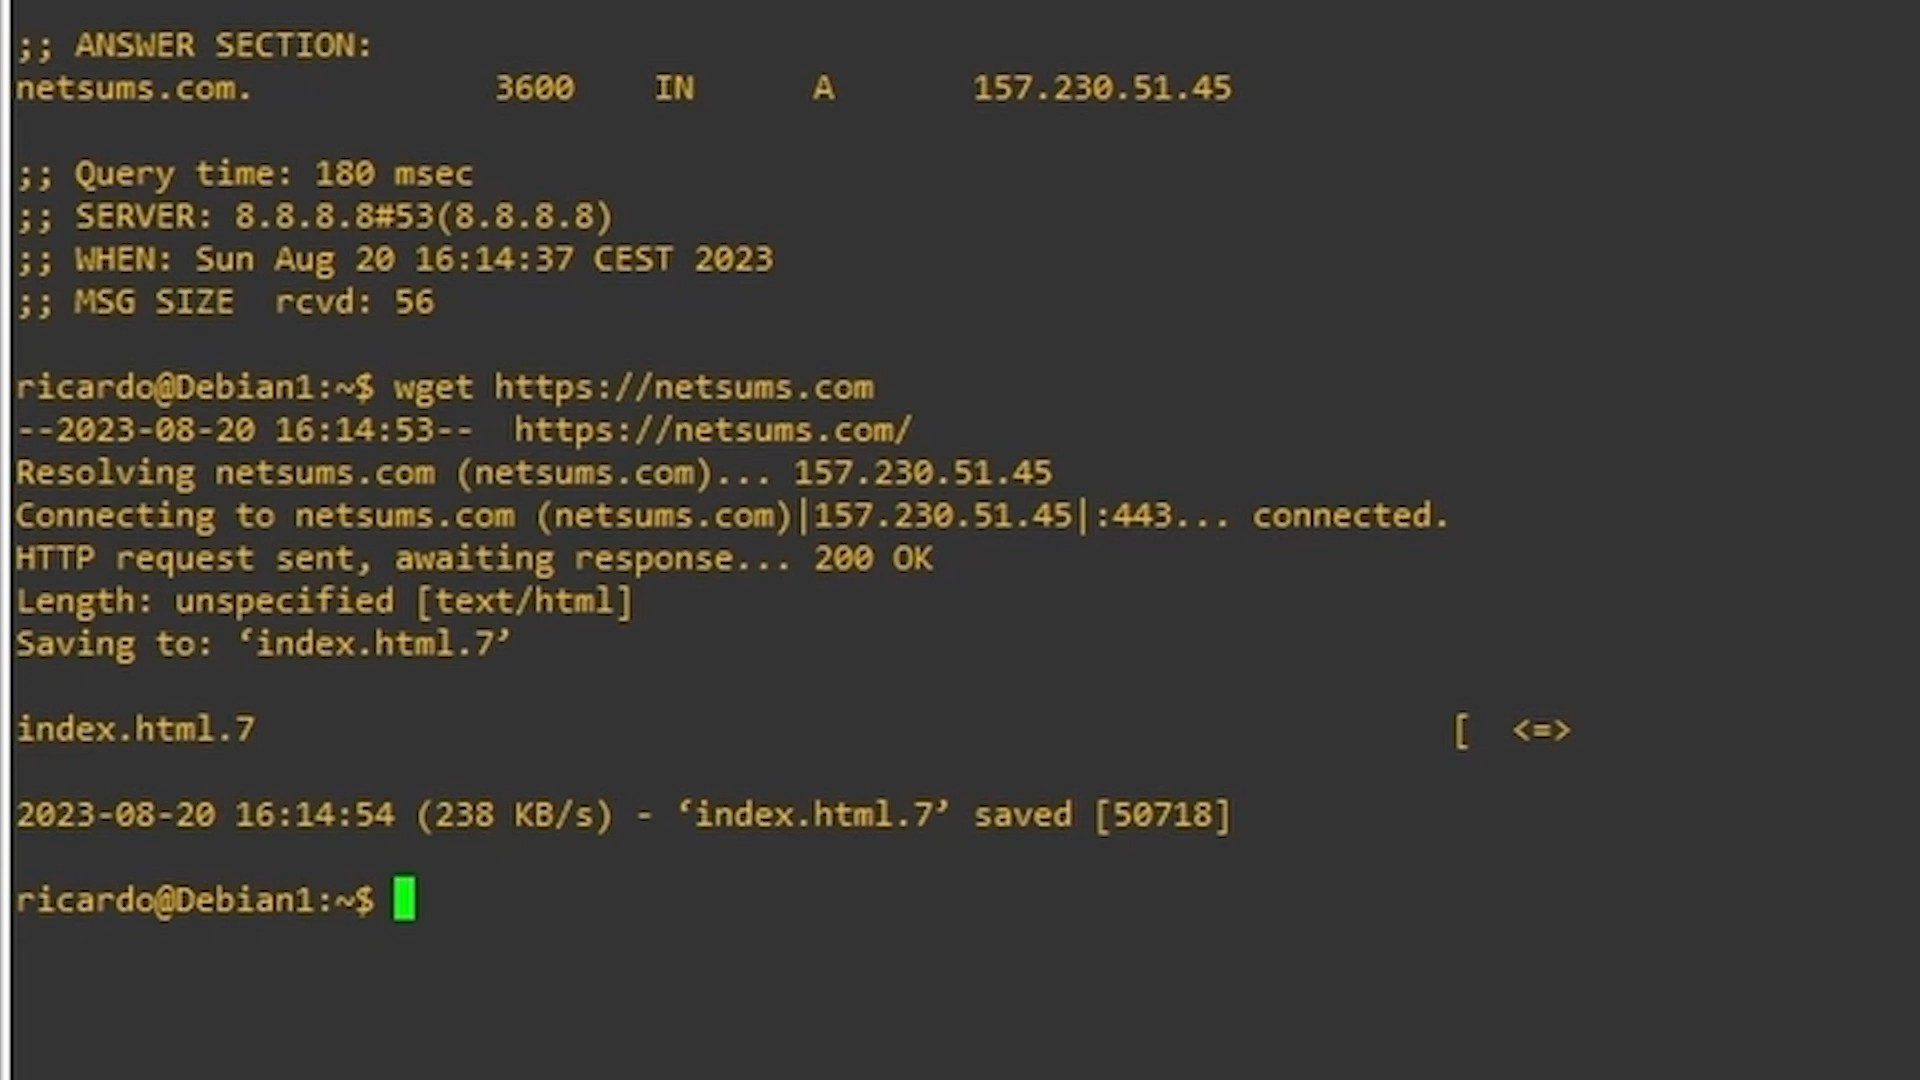 ;; ANSWER SECTION:
netsums.com. 3600 IN A 157.230.51.45
;; Query time: 180 msec
;; SERVER: 8.8.8.8#53(8.8.8.8)
;; WHEN: Sun Aug 20 16:14:37 CEST 2023
;; MSG SIZE  rcvd: 56
ricardo@Debian1:~$ wget https://netsums.com
--2023-08-20 16:14:53--  https://netsums.com/
Resolving netsums.com (netsums.com)... 157.230.51.45
Connecting to netsums.com (netsums.com)|157.230.51.45|:443... connected.
HTTP request sent, awaiting response... 200 OK
Length: unspecified [text/html]
Saving to: ‘index.html.7’
index.html.7 [  <=>
2023-08-20 16:14:54 (238 KB/s) - ‘index.html.7’ saved [50718]
ricardo@Debian1:~$